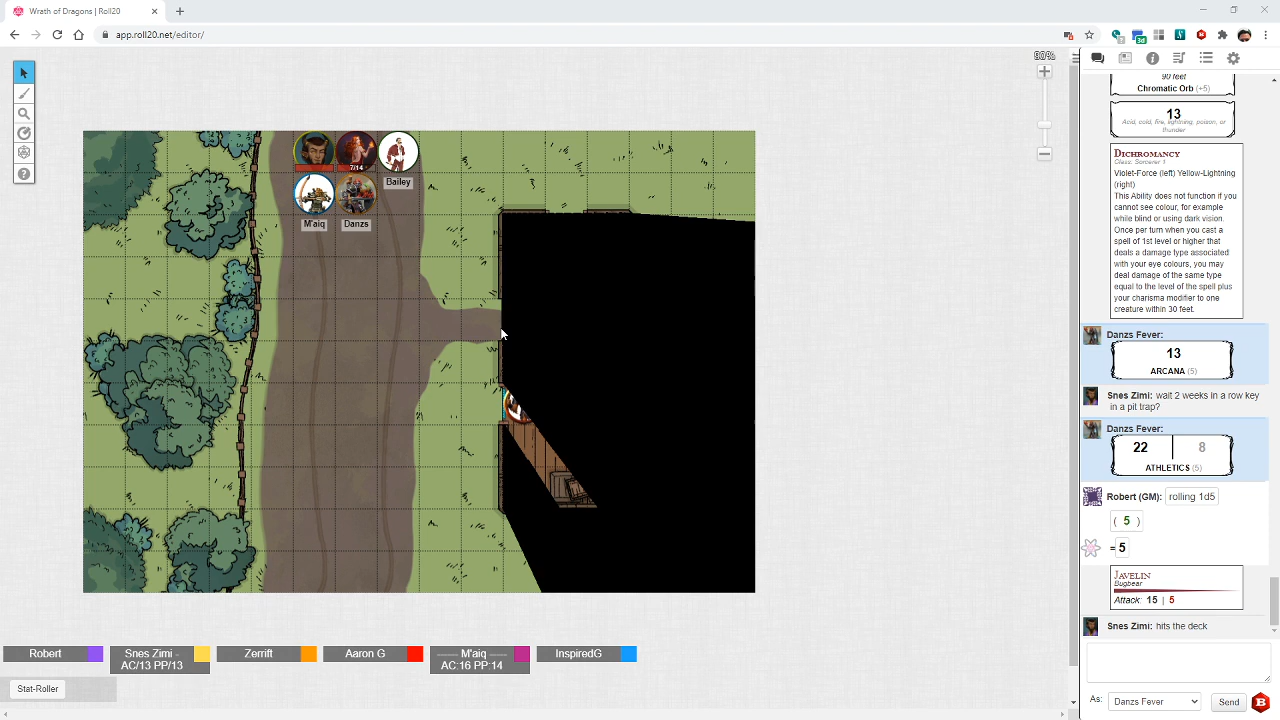 Wrath of Dragons | Roll20
app.roll20.net/editor/
3d
80%
7/14
Bailey
M'aiq
Danzs
90 feet
Chromatic Orb (+5)
13
Acid, cold, fire, lightning, poison, or
thunder
DICHROMANCY
Class: Sorcerer 1
Violet-Force (left) Yellow-Lightning
(right)
This Ability does not function if you
cannot see colour, for example
while blind or using dark vision.
Once per turn when you cast a
spell of 1st level or higher that
deals a damage type associated
with your eye colours, you may
deal damage of the same type
equal to the level of the spell plus
your charisma modifier to one
creature within 30 feet.
Danzs Fever:
13
ARCANA (5)
Snes Zimi: wait 2 weeks in a row key
in a pit trap?
Danzs Fever:
22 | 8
ATHLETICS (5)
Robert (GM): rolling 1d5
( 5 )
=5
JAVELIN
Bugbear
Attack: 15 | 5
Snes Zimi: hits the deck
Robert
Snes Zimi -
AC/13 PP/13
Zerrift
Aaron G
---- M'aiq ----
AC:16 PP:14
InspiredG
Stat-Roller
As:
Danzs Fever
Send
B